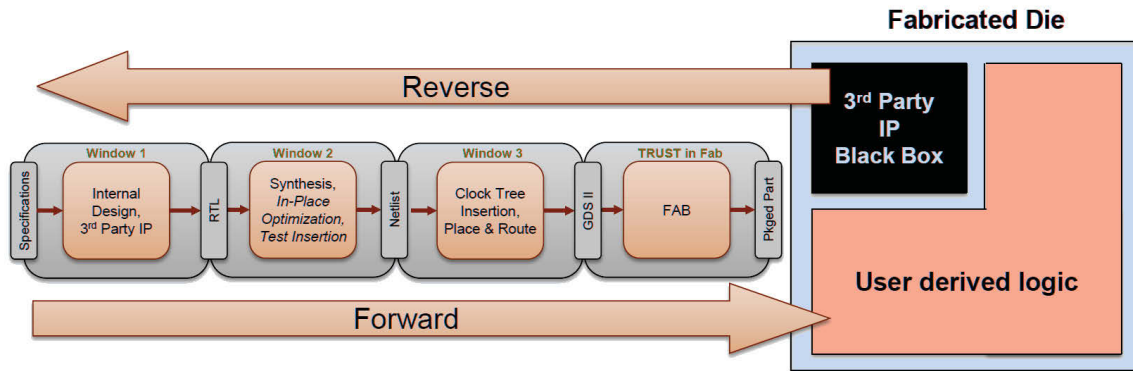 Fabricated Die
Reverse
3rd Party
IP
Black Box
Window 1
Window 2
Window 3
TRUST in Fab
Specifications
Internal
Design,
3rd Party IP
RTL
Synthesis,
In-Place
Optimization,
Test Insertion
Netlist
Clock Tree
Insertion,
Place & Route
GDS II
FAB
Pkged Part
User derived logic
Forward